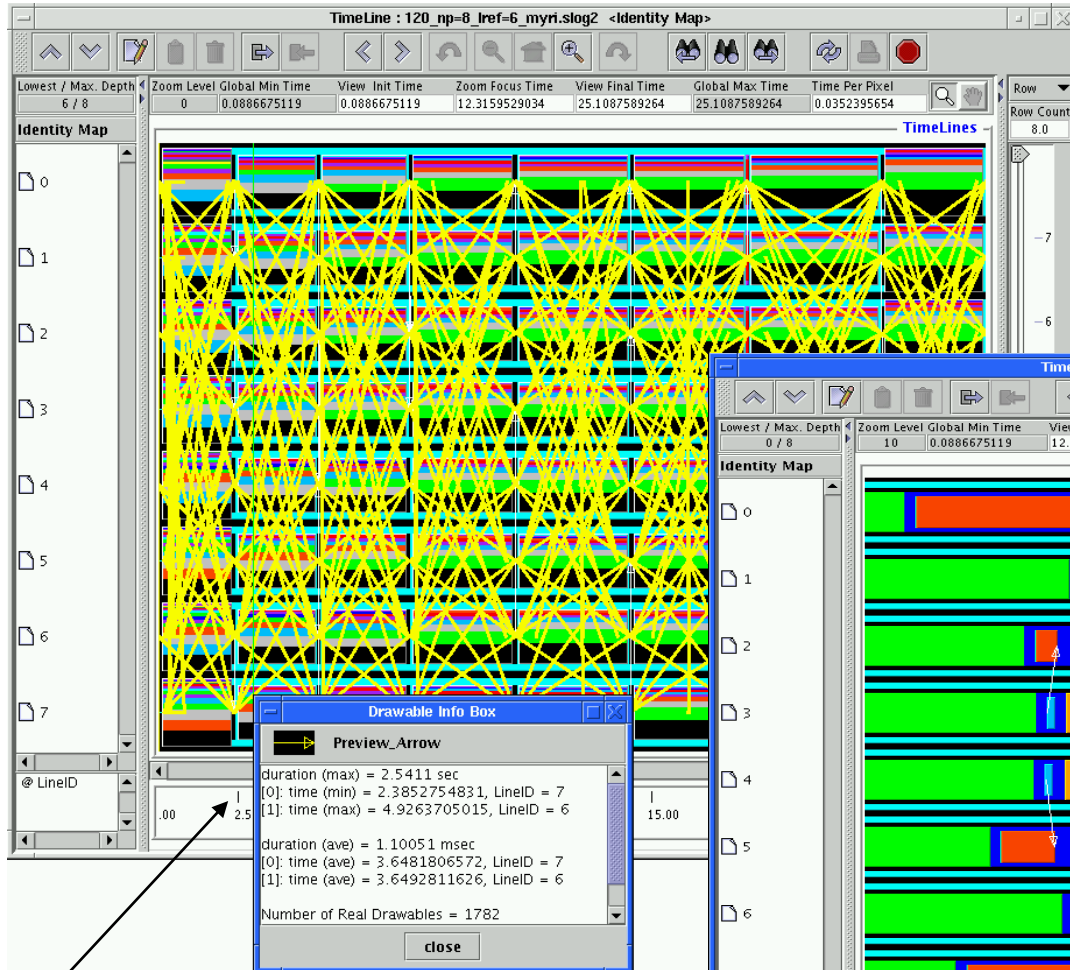 TimeLine : 120_np=8_lref=6_myri.slog2 <Identity Map>
Lowest / Max. Depth Zoom Level Global Min Time View Init Time Zoom Focus Time View Final Time Global Max Time Time Per Pixel Row
6 / 8 0 0.0886675119 0.0886675119 12.3159529034 25.1087589264 25.1087589264 0.0352395654 Row Count
Identity Map TimeLines 8.0
0
1
2
3
4
5
6
7
7
6
@ LineID
.00 2.5 15.00
Drawable Info Box
Preview_Arrow
duration (max) = 2.5411 sec
[0]: time (min) = 2.3852754831, LineID = 7
[1]: time (max) = 4.9263705015, LineID = 6
duration (ave) = 1.10051 msec
[0]: time (ave) = 3.6481806572, LineID = 7
[1]: time (ave) = 3.6492811626, LineID = 6
Number of Real Drawables = 1782
close
Time
Lowest / Max. Depth Zoom Level Global Min Time View
0 / 8 10 0.0886675119 12.
Identity Map
0
1
2
3
4
5
6